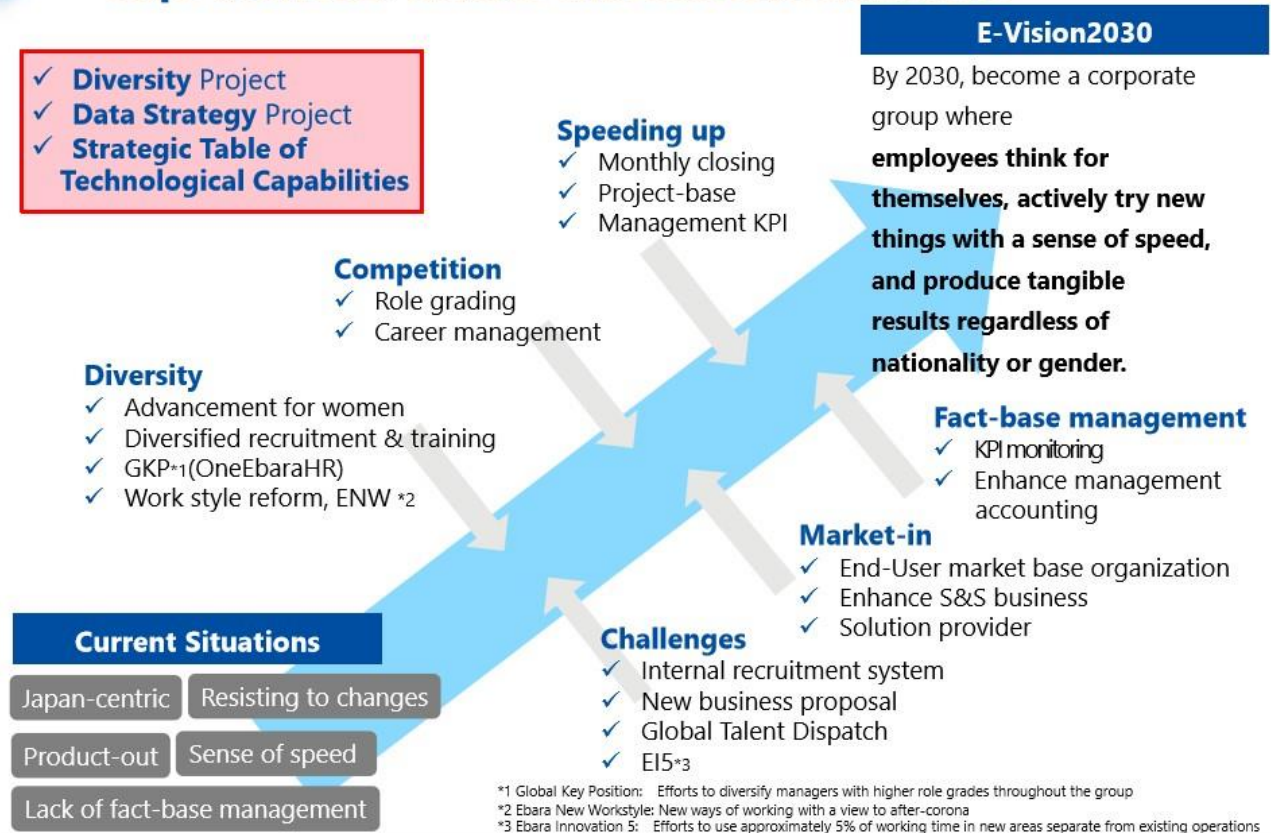 E-Vision2030
By 2030, become a corporate
group where
employees think for
themselves, actively try new
things with a sense of speed,
and produce tangible
results regardless of
nationality or gender.
✓ Diversity Project
✓ Data Strategy Project
✓ Strategic Table of
Technological Capabilities
Speeding up
✓ Monthly closing
✓ Project-base
✓ Management KPI
Competition
✓ Role grading
✓ Career management
Diversity
✓ Advancement for women
✓ Diversified recruitment & training
✓ GKP*1(OneEbaraHR)
✓ Work style reform, ENW *2
Fact-base management
✓ KPI monitoring
✓ Enhance management
accounting
Market-in
✓ End-User market base organization
✓ Enhance S&S business
✓ Solution provider
Challenges
✓ Internal recruitment system
✓ New business proposal
✓ Global Talent Dispatch
✓ EI5*3
Current Situations
Japan-centric
Resisting to changes
Product-out
Sense of speed
Lack of fact-base management
*1 Global Key Position: Efforts to diversify managers with higher role grades throughout the group
*2 Ebara New Workstyle: New ways of working with a view to after-corona
*3 Ebara Innovation 5: Efforts to use approximately 5% of working time in new areas separate from existing operations